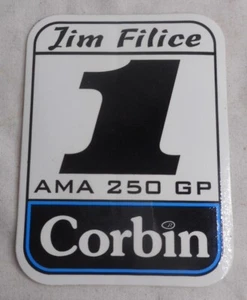 Jim Filice
1
AMA 250 GP
Corbin